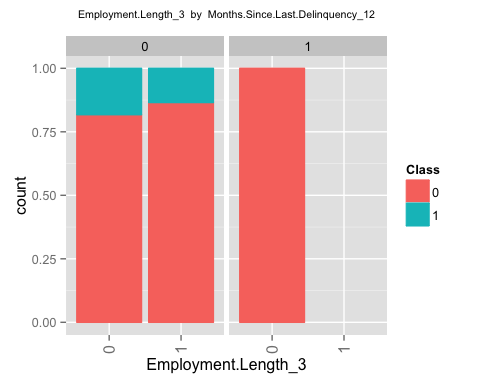 Employment.Length_3 by Months.Since.Last.Delinquency_12
0 1
1.00
0.75
0.50
0.25
0.00
count
0 1 0 1
Employment.Length_3
Class
0
1